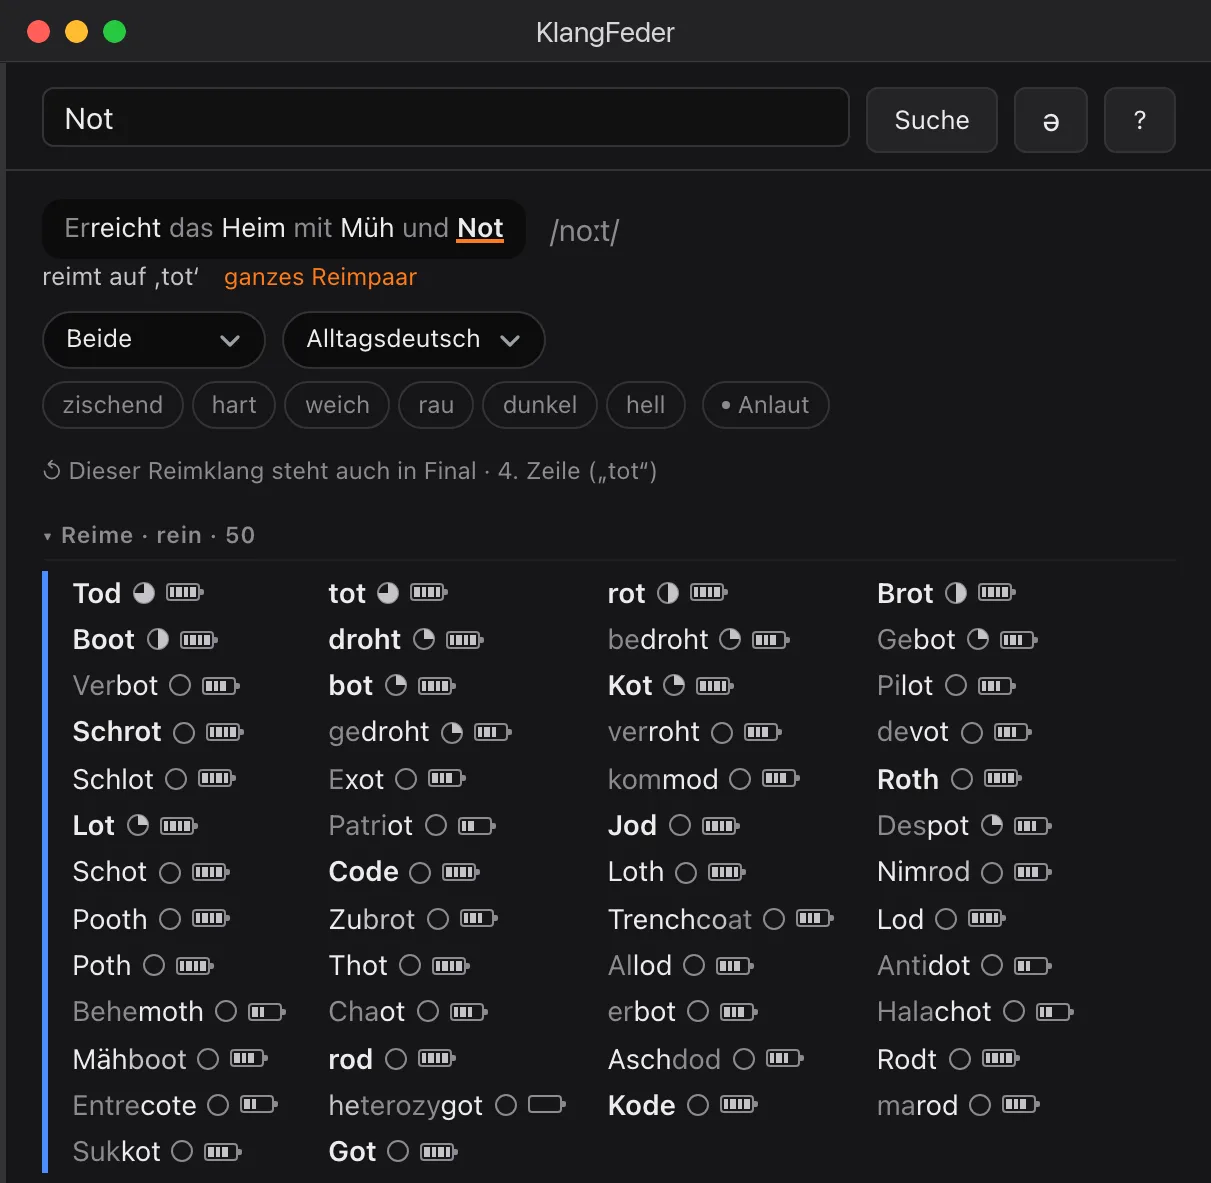 KlangFeder
Not Suche ə ?
Erreicht das Heim mit Müh und Not /noːt/
reimt auf ‚tot‘ ganzes Reimpaar
Beide Alltagsdeutsch
zischend hart weich rau dunkel hell • Anlaut
↺ Dieser Reimklang steht auch in Final · 4. Zeile („tot“)
▾ Reime · rein · 50
Tod tot rot Brot
Boot droht bedroht Gebot
Verbot bot Kot Pilot
Schrot gedroht verroht devot
Schlot Exot kommod Roth
Lot Patriot Jod Despot
Schot Code Loth Nimrod
Pooth Zubrot Trenchcoat Lod
Poth Thot Allod Antidot
Behemoth Chaot erbot Halachot
Mähboot rod Aschdod Rodt
Entrecote heterozygot Kode marod
Sukkot Got